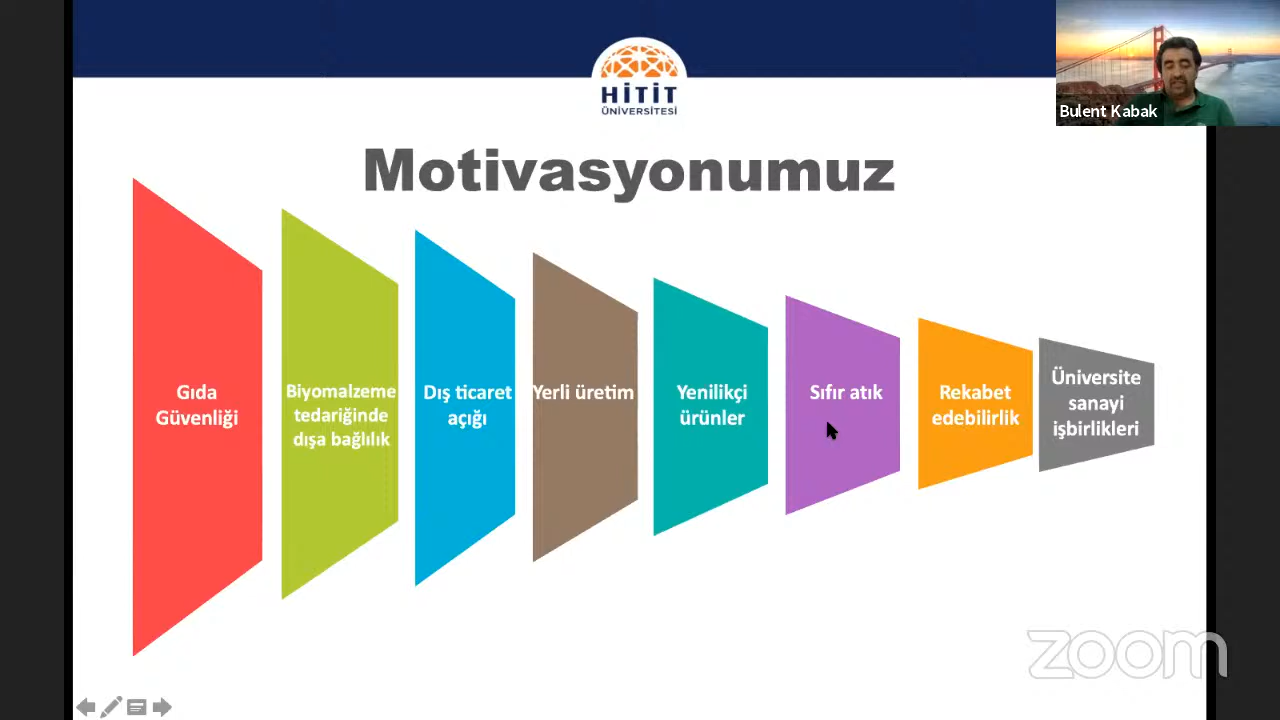 HİTİT
ÜNİVERSİTESİ
Bulent Kabak
Motivasyonumuz
Gıda
Güvenliği
Biyomalzeme
tedariğinde
dışa bağlılık
Dış ticaret
açığı
Yerli üretim
Yenilikçi
ürünler
Sıfır atık
Rekabet
edebilirlik
Üniversite
sanayi
işbirlikleri
zoom